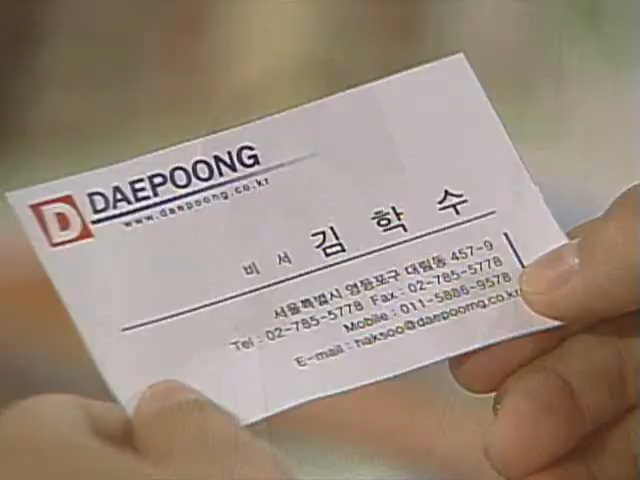 D DAEPOONG
www.daepoong.co.kr
비서 김학수
서울특별시 영등포구 대림동 457-9
Tel : 02-785-5778 Fax : 02-785-5778
Mobile : 011-5886-9578
E-mail : haksoo@daepoong.co.kr